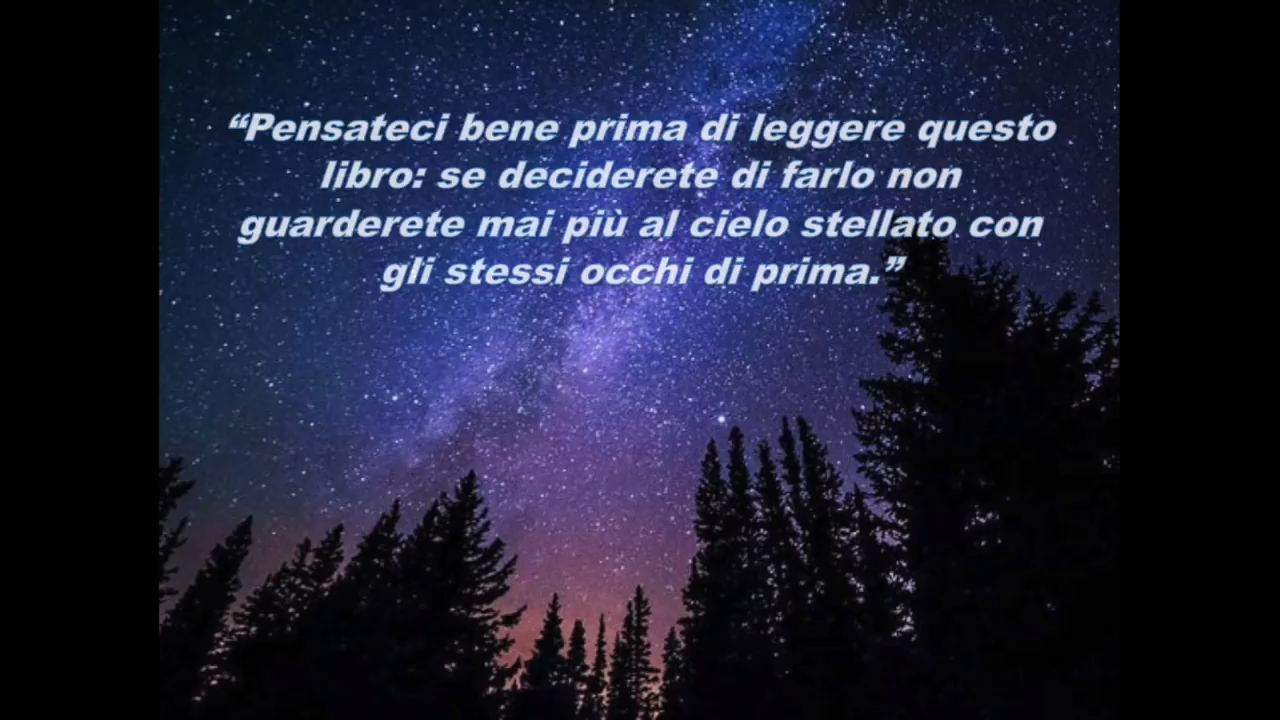 “Pensateci bene prima di leggere questo
libro: se deciderete di farlo non
guarderete mai più al cielo stellato con
gli stessi occhi di prima.”